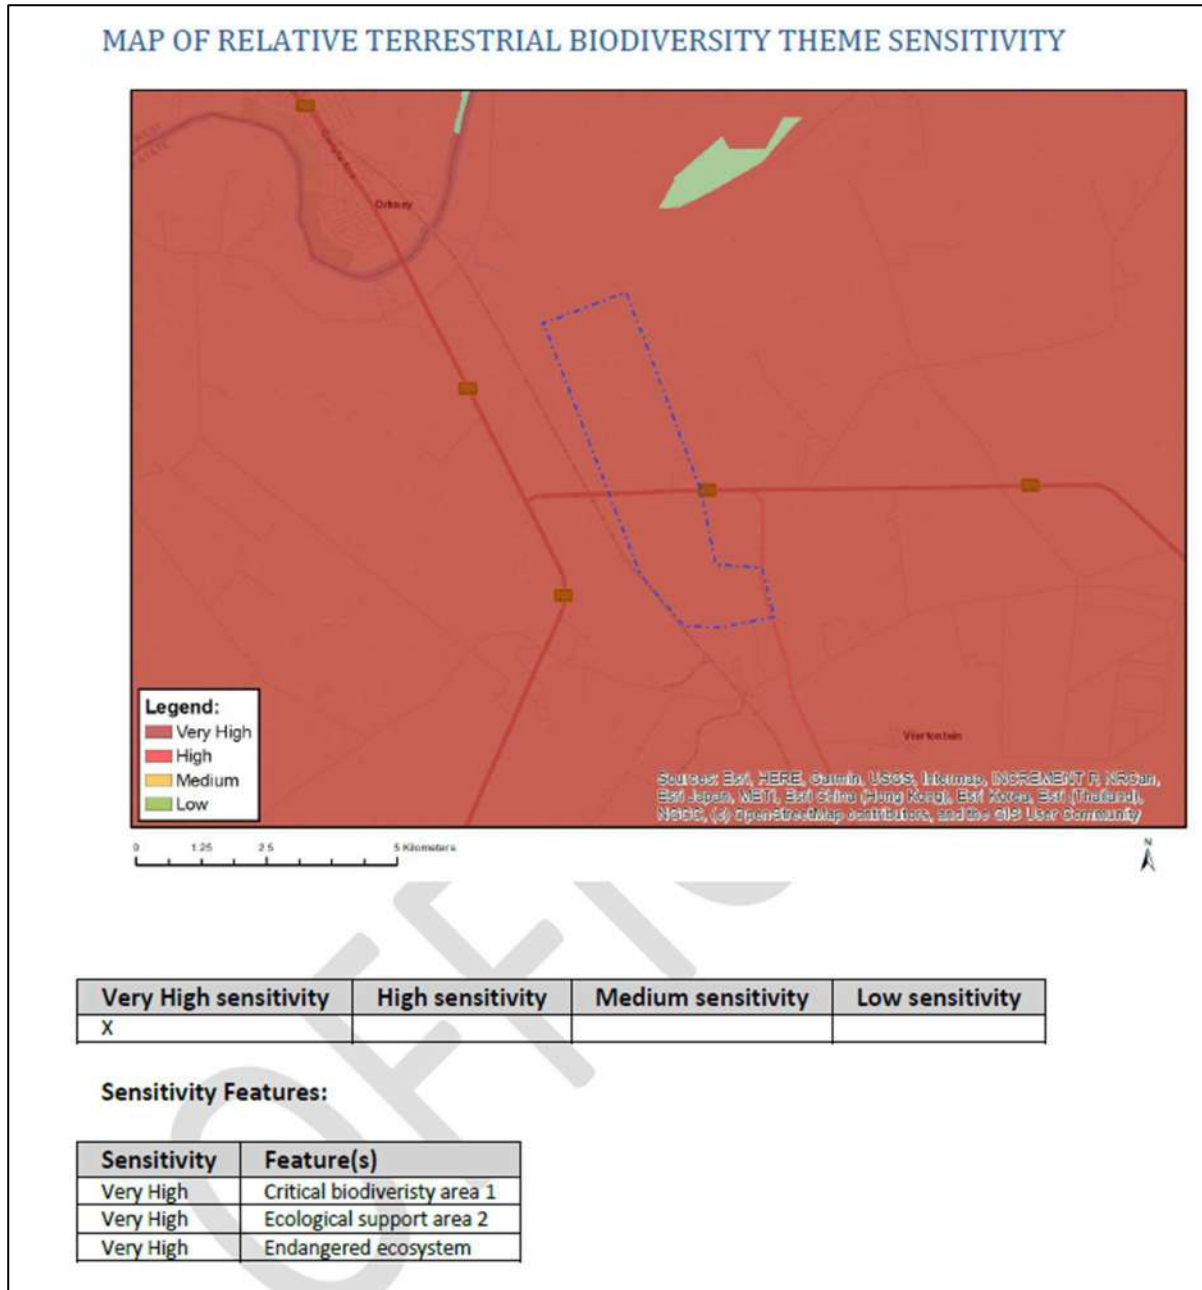 MAP OF RELATIVE TERRESTRIAL BIODIVERSITY THEME SENSITIVITY
WEST
STATE
Orkney
Legend:
Very High
High
Medium
Low
Viertontein
Sources: Esri, HERE, Garmin, USGS, Intermap, INCREMENT P, NRCan,
Esri Japan, METI, Esri China (Hong Kong), Esri Korea, Esri (Thailand),
NGCC, (c) OpenStreetMap contributors, and the GIS User Community
0 1.25 2.5 5 Kilometers
N
Very High sensitivity High sensitivity Medium sensitivity Low sensitivity
X
Sensitivity Features:
Sensitivity Feature(s)
Very High Critical biodiveristy area 1
Very High Ecological support area 2
Very High Endangered ecosystem